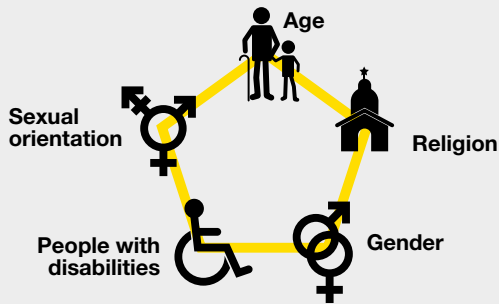 Age
Religion
Gender
People with
disabilities
Sexual
orientation